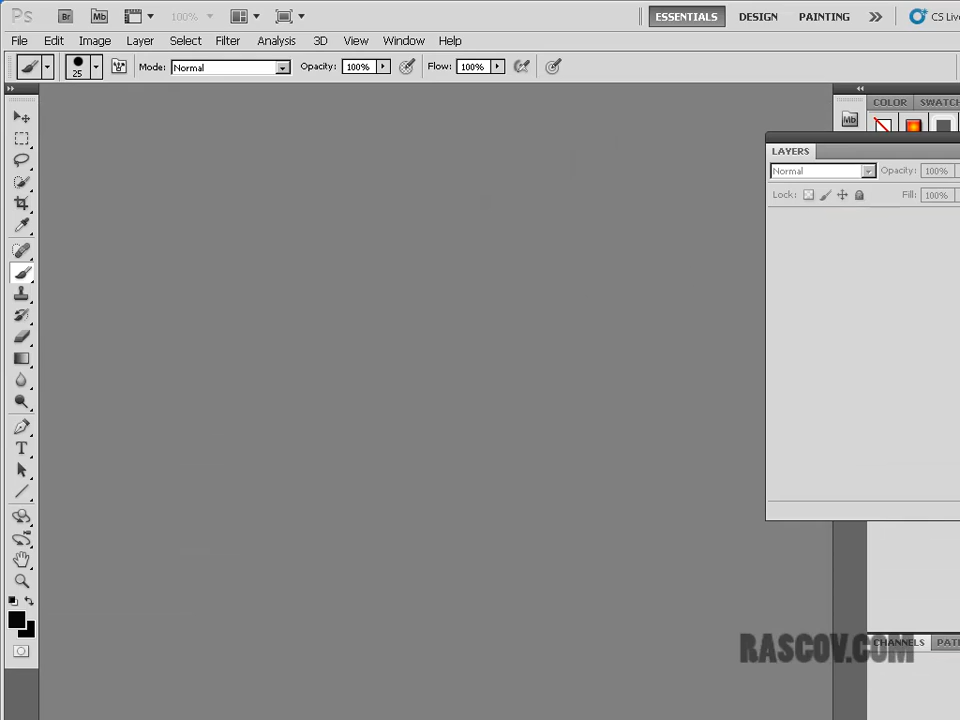 Ps Br Mb 100% ESSENTIALS DESIGN PAINTING CS Live
File Edit Image Layer Select Filter Analysis 3D View Window Help
25 Mode: Normal Opacity: 100% Flow: 100%
COLOR SWATCH
Mb
LAYERS
Normal Opacity: 100%
Lock: Fill: 100%
T
CHANNELS PAT
RASCOV.COM